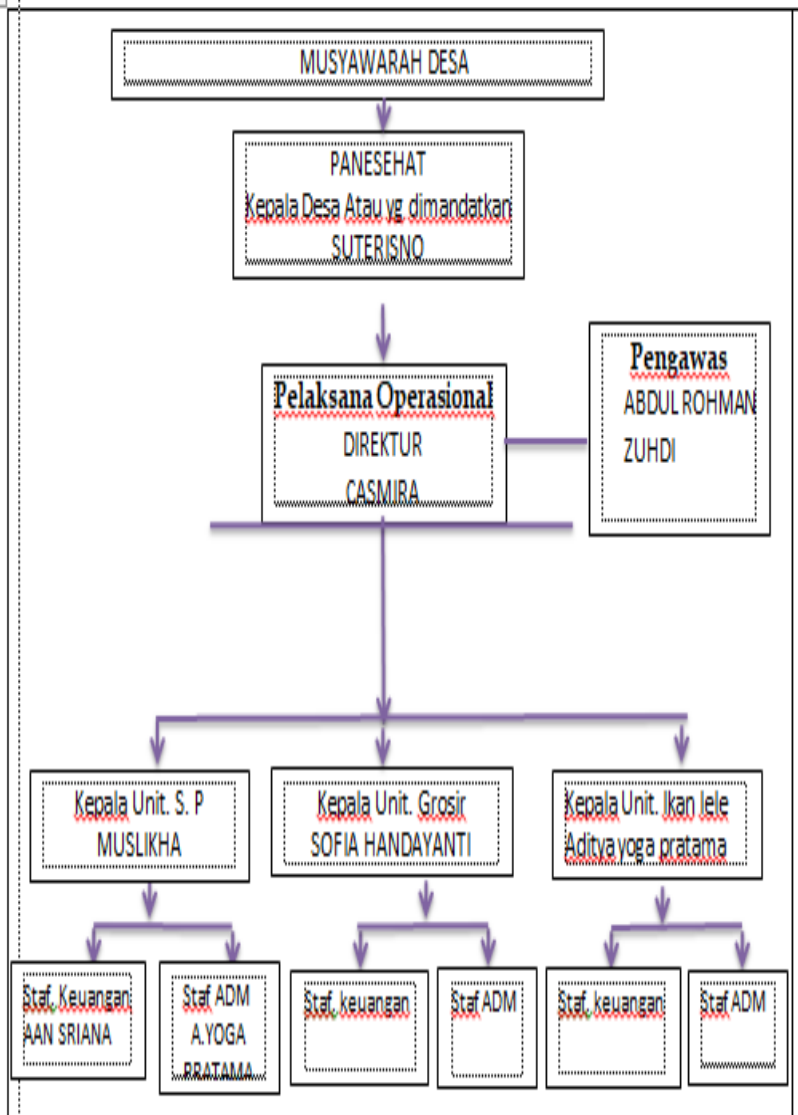 MUSYAWARAH DESA
PANESEHAT
Kepala Desa Atau yg dimandatkan
SUTERISNO
Pelaksana Operasional
DIREKTUR
CASMIRA
Pengawas
ABDUL ROHMAN
ZUHDI
Kepala Unit. S. P
MUSLIKHA
Kepala Unit. Grosir
SOFIA HANDAYANTI
Kepala Unit. Ikan lele
Aditya yoga pratama
Staf. Keuangan
AAN SRIANA
Staf ADM
A.YOGA
PRATAMA
Staf. keuangan
Staf ADM
Staf. keuangan
Staf ADM